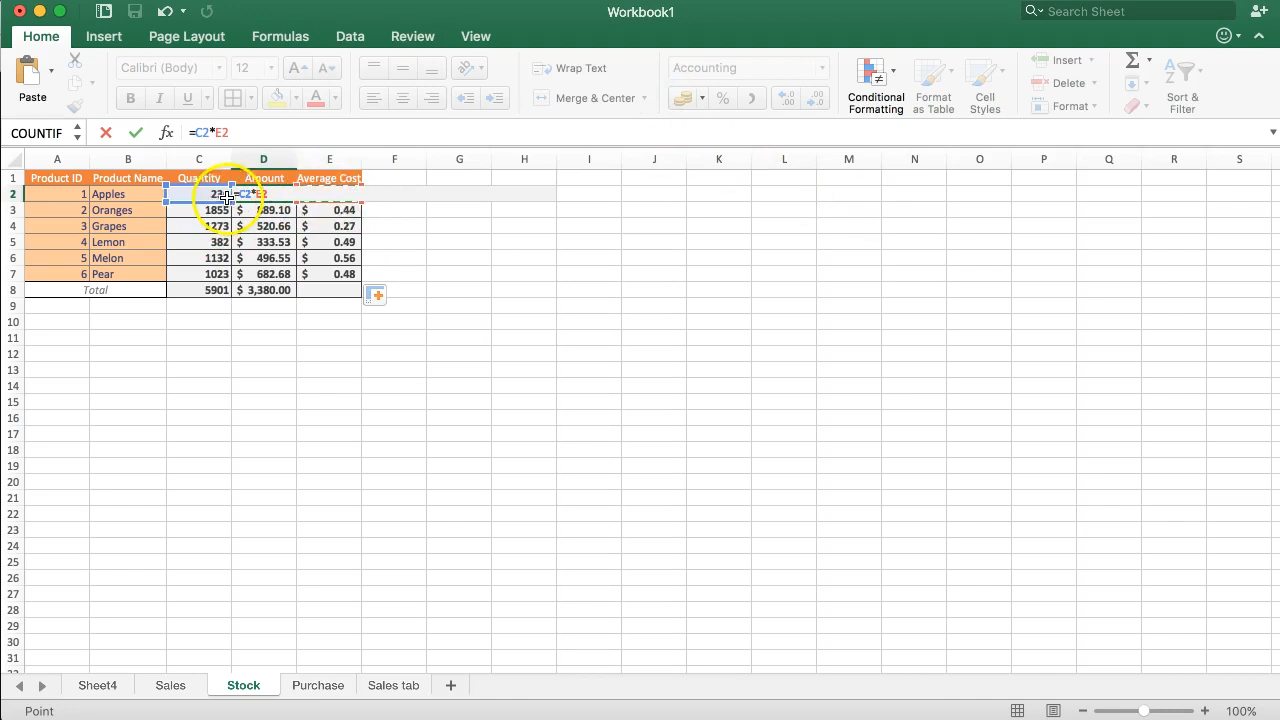 Workbook1
Search Sheet
Home Insert Page Layout Formulas Data Review View
Paste
Calibri (Body) 12
Wrap Text
Merge & Center
Accounting
Conditional Formatting
Format as Table
Cell Styles
Insert
Delete
Format
Sort & Filter
COUNTIF fx =C2*E2
A B C D E F G H I J K L M N O P Q R S
1 Product ID Product Name Quantity Amount Average Cost
2 1 Apples =C2*E2
3 2 Oranges 1855 $ 0.44
4 3 Grapes 1273 $ 520.66 $ 0.27
5 4 Lemon 382 $ 333.53 $ 0.49
6 5 Melon 1132 $ 496.55 $ 0.56
7 6 Pear 1023 $ 682.68 $ 0.48
8 Total 5901 $ 3,380.00
9
10
11
12
13
14
15
16
17
18
19
20
21
22
23
24
25
26
27
28
29
30
31
Sheet4 Sales Stock Purchase Sales tab
Point 100%